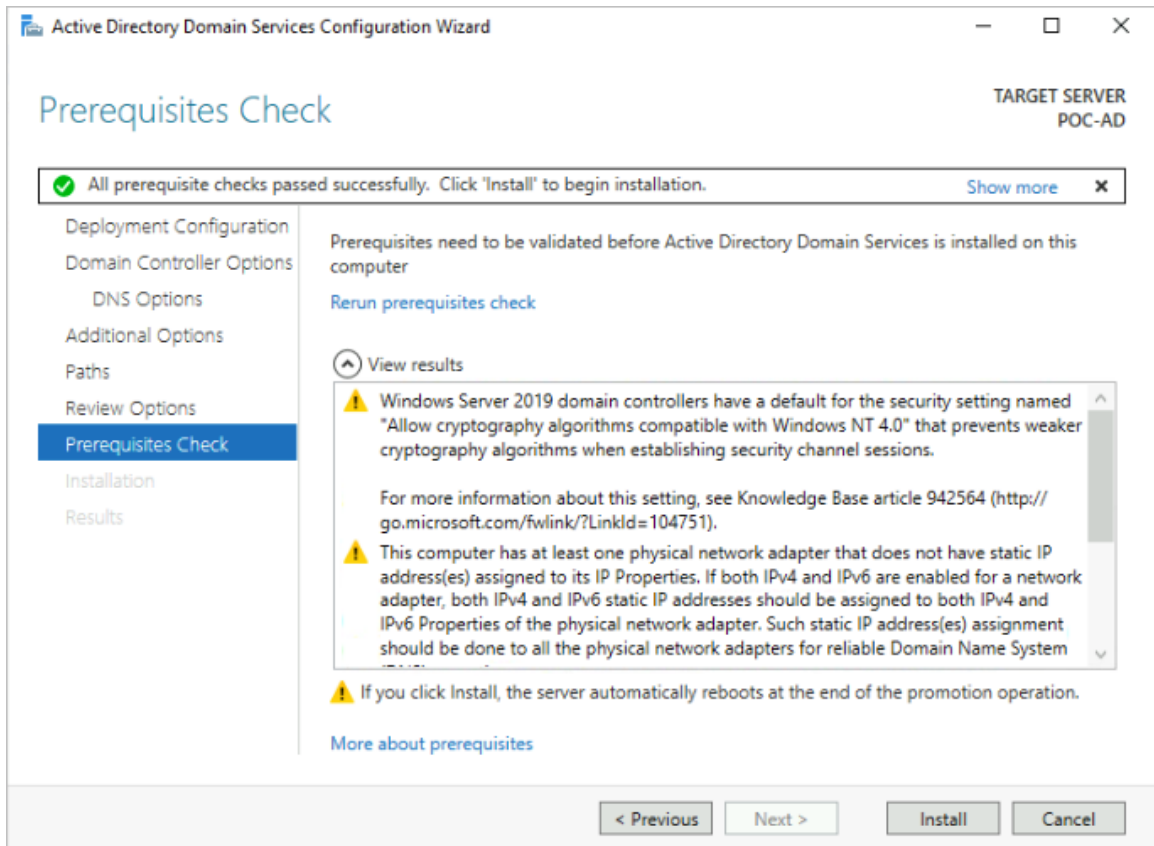 Active Directory Domain Services Configuration Wizard
Prerequisites Check
TARGET SERVER
POC-AD
All prerequisite checks passed successfully. Click 'Install' to begin installation.
Show more
Deployment Configuration
Domain Controller Options
DNS Options
Additional Options
Paths
Review Options
Prerequisites Check
Installation
Results
Prerequisites need to be validated before Active Directory Domain Services is installed on this
computer
Rerun prerequisites check
View results
Windows Server 2019 domain controllers have a default for the security setting named
"Allow cryptography algorithms compatible with Windows NT 4.0" that prevents weaker
cryptography algorithms when establishing security channel sessions.
For more information about this setting, see Knowledge Base article 942564 (http://
go.microsoft.com/fwlink/?LinkId=104751).
This computer has at least one physical network adapter that does not have static IP
address(es) assigned to its IP Properties. If both IPv4 and IPv6 are enabled for a network
adapter, both IPv4 and IPv6 static IP addresses should be assigned to both IPv4 and
IPv6 Properties of the physical network adapter. Such static IP address(es) assignment
should be done to all the physical network adapters for reliable Domain Name System
If you click Install, the server automatically reboots at the end of the promotion operation.
More about prerequisites
< Previous
Next >
Install
Cancel